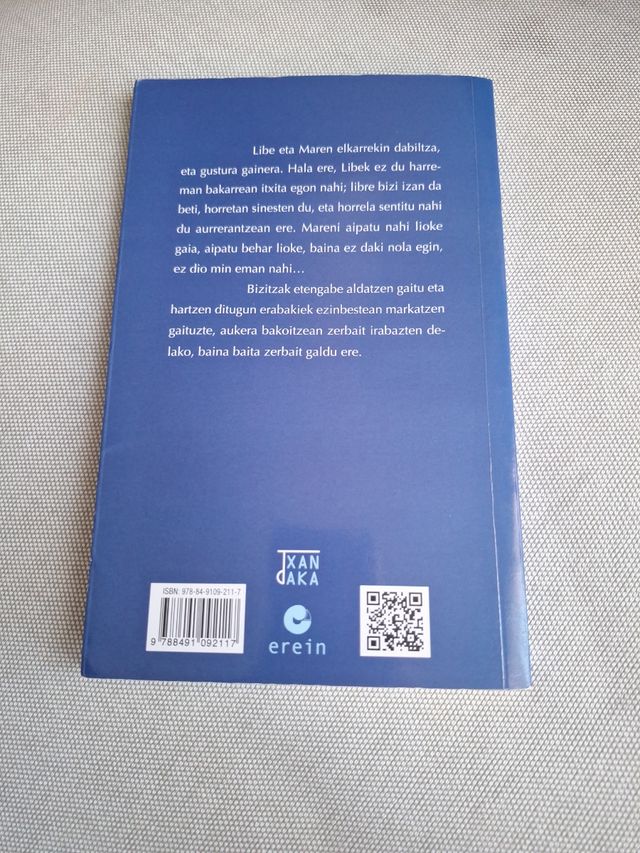 Libe eta Maren elkarrekin dabiltza,
eta gustura gainera. Hala ere, Libek ez du harre-
man bakarrean itxita egon nahi; libre bizi izan da
beti, horretan sinesten du, eta horrela sentitu nahi
du aurrerantzean ere. Mareni aipatu nahi lioke
gaia, aipatu behar lioke, baina ez daki nola egin,
ez dio min eman nahi…
Bizitzak etengabe aldatzen gaitu eta
hartzen ditugun erabakiek ezinbestean markatzen
gaituzte, aukera bakoitzean zerbait irabazten de-
lako, baina baita zerbait galdu ere.
TXAN
DAKA
ISBN: 978-84-9109-211-7
9 788491 092117
erein